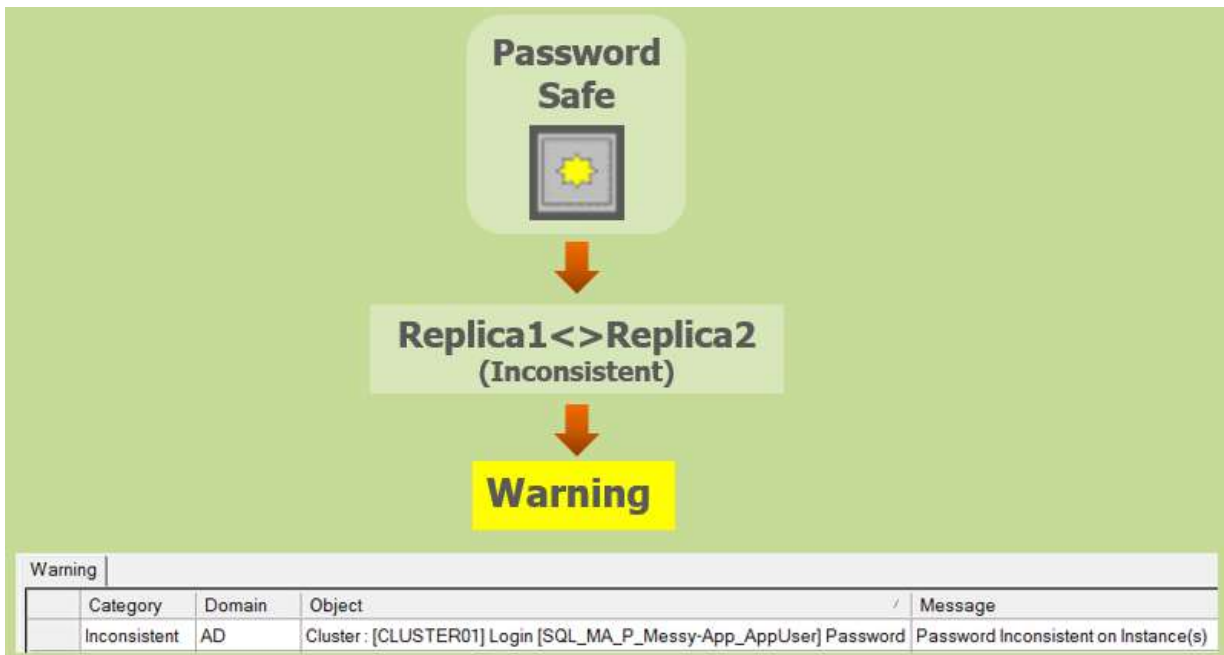 Password
Safe
Replica1<>Replica2
(Inconsistent)
Warning
Warning
Category Domain Object / Message
Inconsistent AD Cluster : [CLUSTER01] Login [SQL_MA_P_Messy-App_AppUser] Password Password Inconsistent on Instance(s)